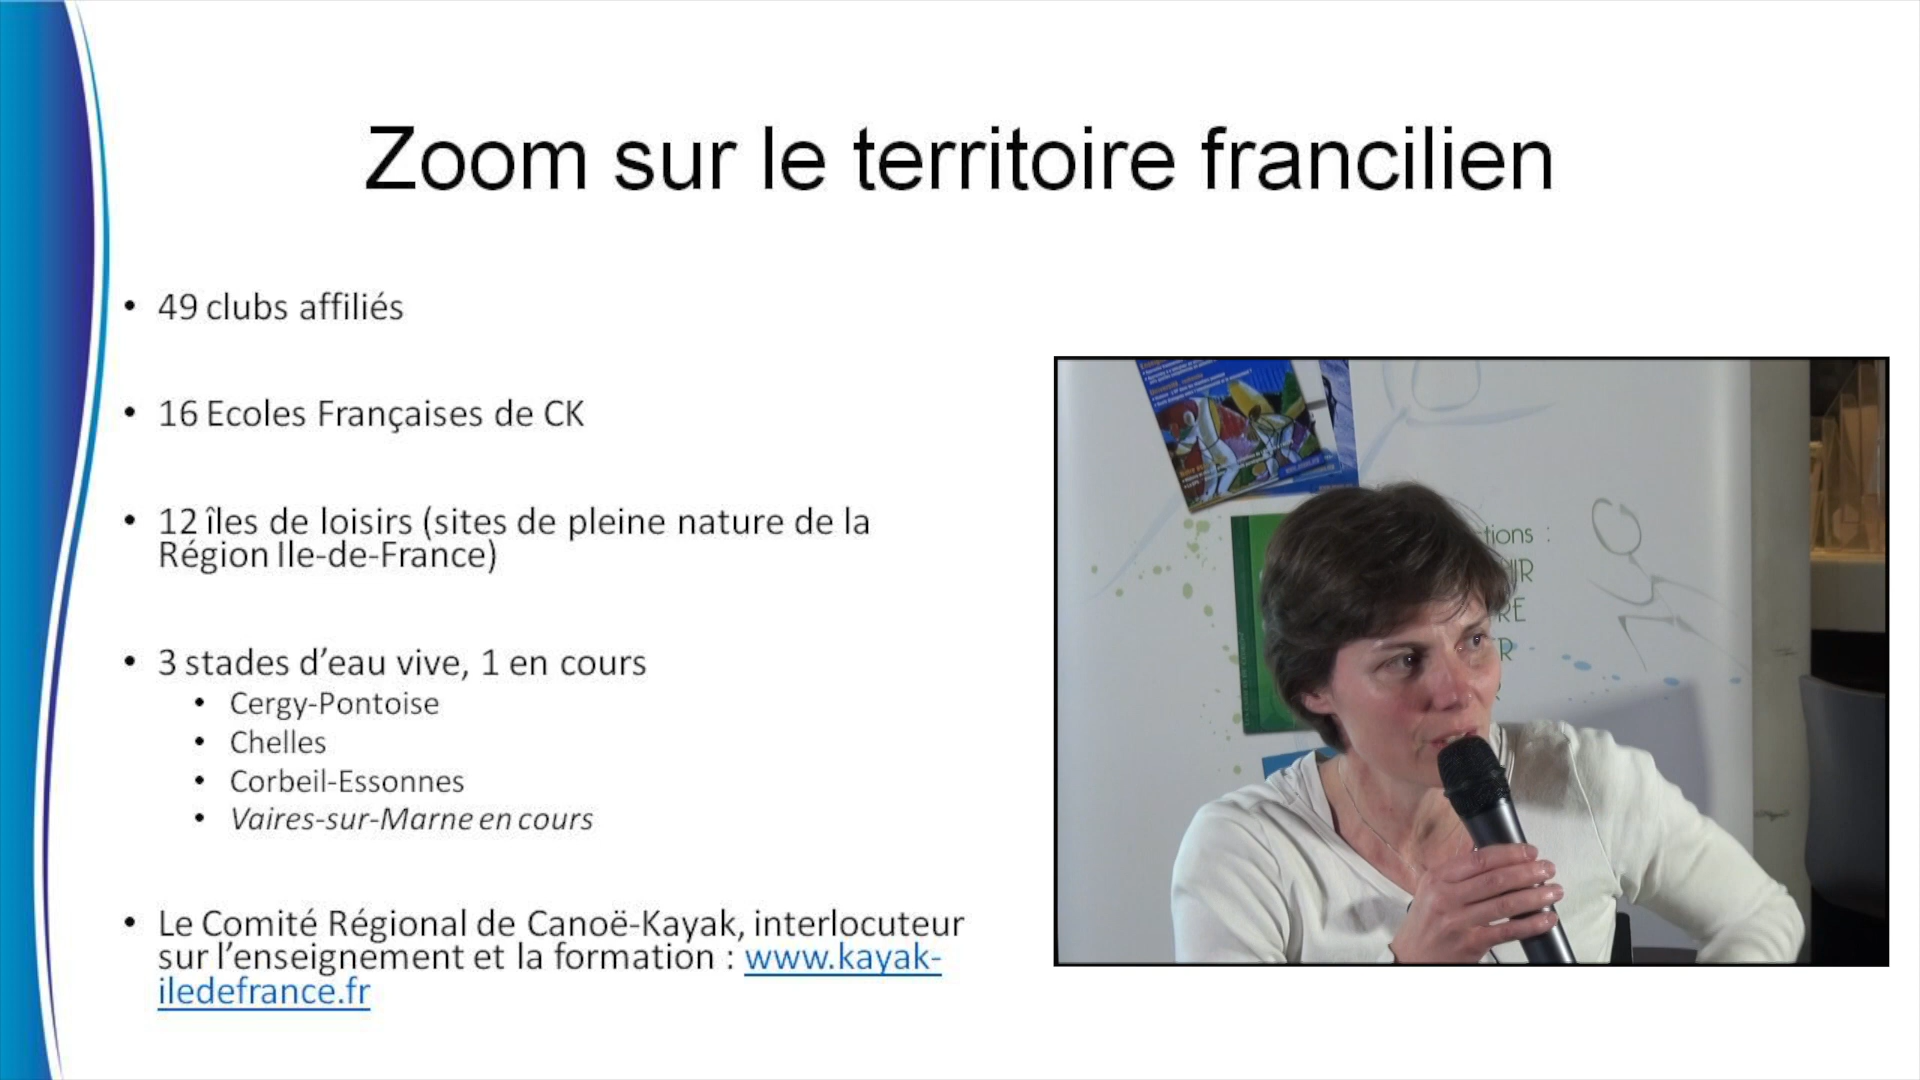 Zoom sur le territoire francilien
• 49 clubs affiliés
• 16 Ecoles Françaises de CK
• 12 îles de loisirs (sites de pleine nature de la
Région Ile-de-France)
• 3 stades d’eau vive, 1 en cours
• Cergy-Pontoise
• Chelles
• Corbeil-Essonnes
• Vaires-sur-Marne en cours
• Le Comité Régional de Canoë-Kayak, interlocuteur
sur l’enseignement et la formation : www.kayak-
iledefrance.fr
tions :